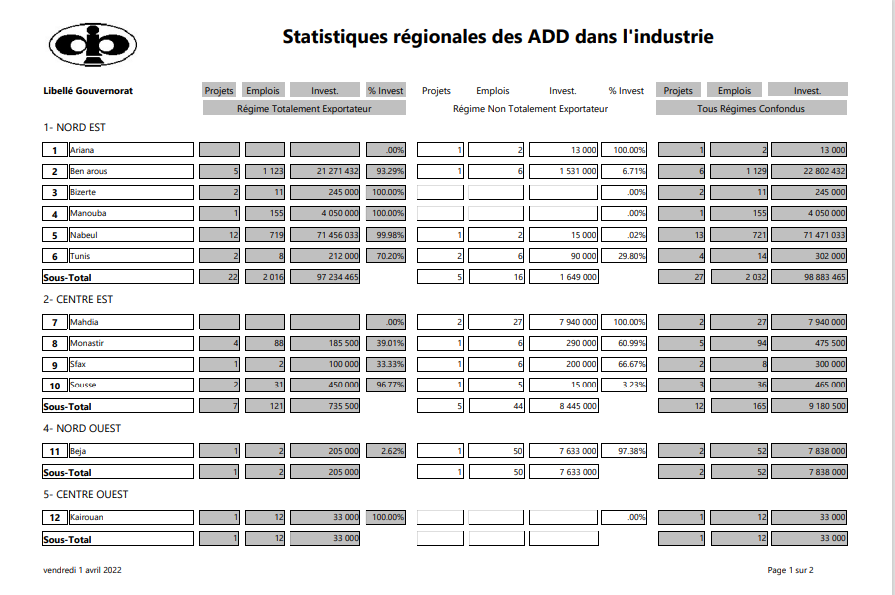 Statistiques régionales des ADD dans l'industrie
Libellé Gouvernorat Projets Emplois Invest. % Invest Projets Emplois Invest. % Invest Projets Emplois Invest.
Régime Totalement Exportateur Régime Non Totalement Exportateur Tous Régimes Confondus
1- NORD EST
1 Ariana .00% 1 2 13 000 100.00% 1 2 13 000
2 Ben arous 5 1 123 21 271 432 93.29% 1 6 1 531 000 6.71% 6 1 129 22 802 432
3 Bizerte 2 11 245 000 100.00% .00% 2 11 245 000
4 Manouba 1 155 4 050 000 100.00% .00% 1 155 4 050 000
5 Nabeul 12 719 71 456 033 99.98% 1 2 15 000 .02% 13 721 71 471 033
6 Tunis 2 8 212 000 70.20% 2 6 90 000 29.80% 4 14 302 000
Sous-Total 22 2 016 97 234 465 5 16 1 649 000 27 2 032 98 883 465
2- CENTRE EST
7 Mahdia .00% 2 27 7 940 000 100.00% 2 27 7 940 000
8 Monastir 4 88 185 500 39.01% 1 6 290 000 60.99% 5 94 475 500
9 Sfax 1 2 100 000 33.33% 1 6 200 000 66.67% 2 8 300 000
10 Sousse 2 31 450 000 96.77% 1 5 15 000 3.23% 3 36 465 000
Sous-Total 7 121 735 500 5 44 8 445 000 12 165 9 180 500
4- NORD OUEST
11 Beja 1 2 205 000 2.62% 1 50 7 633 000 97.38% 2 52 7 838 000
Sous-Total 1 2 205 000 1 50 7 633 000 2 52 7 838 000
5- CENTRE OUEST
12 Kairouan 1 12 33 000 100.00% .00% 1 12 33 000
Sous-Total 1 12 33 000 1 12 33 000
vendredi 1 avril 2022 Page 1 sur 2